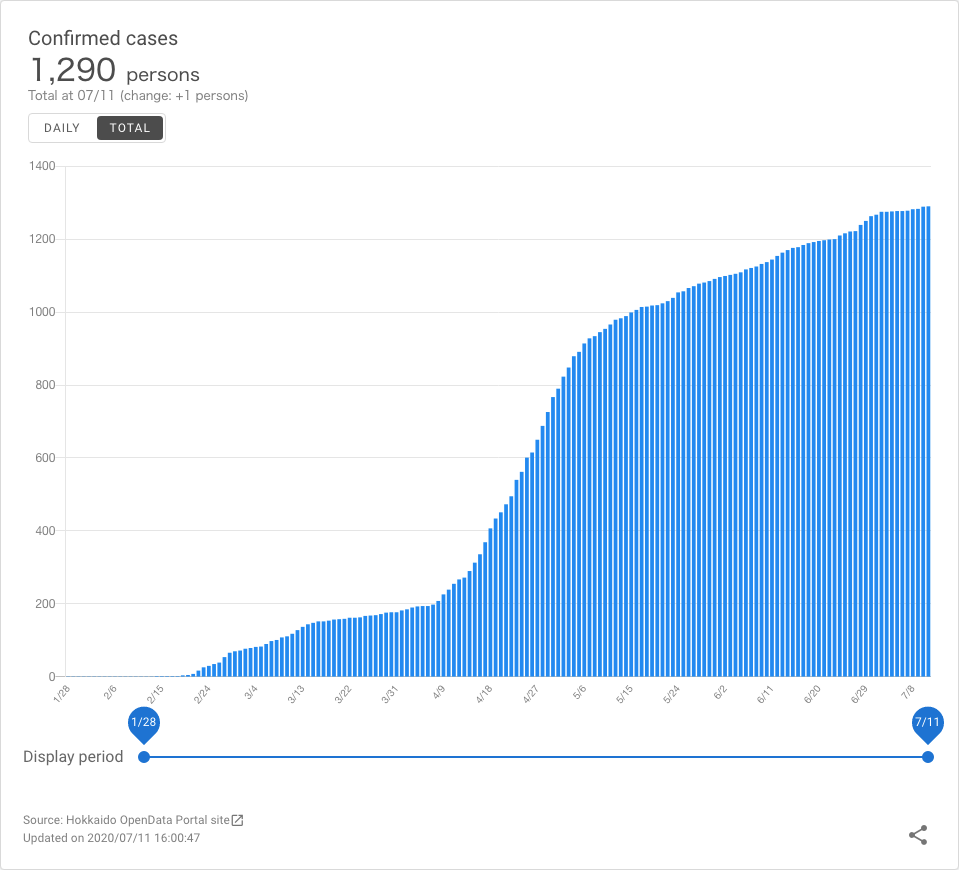 Confirmed cases
1,290 persons
Total at 07/11 (change: +1 persons)
DAILY TOTAL
1400
1200
1000
800
600
400
200
0
1/28 2/6 2/15 2/24 3/4 3/13 3/22 3/31 4/9 4/18 4/27 5/6 5/15 5/24 6/2 6/11 6/20 6/29 7/8
1/28 7/11
Display period
Source: Hokkaido OpenData Portal site
Updated on 2020/07/11 16:00:47